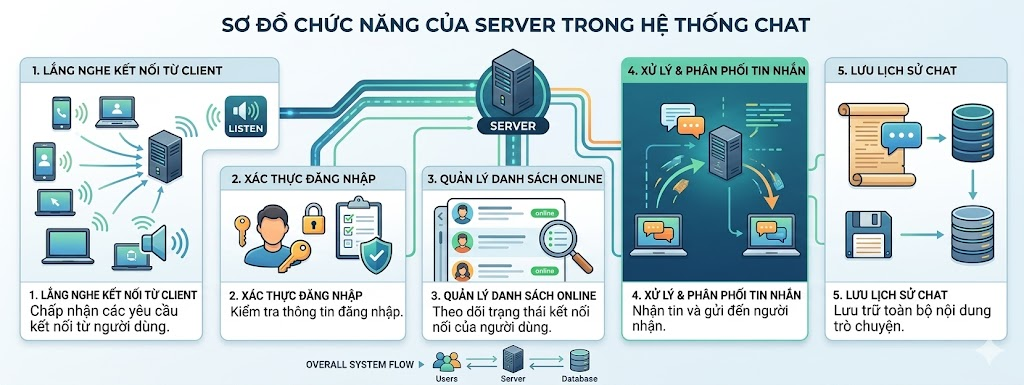 SƠ ĐỒ CHỨC NĂNG CỦA SERVER TRONG HỆ THỐNG CHAT
1. LẮNG NGHE KẾT NỐI TỪ CLIENT
LISTEN
SERVER
2. XÁC THỰC ĐĂNG NHẬP
3. QUẢN LÝ DANH SÁCH ONLINE
online
online
4. XỬ LÝ & PHÂN PHỐI TIN NHẮN
5. LƯU LỊCH SỬ CHAT
1. LẮNG NGHE KẾT NỐI TỪ CLIENT
Chấp nhận các yêu cầu
kết nối từ người dùng.
2. XÁC THỰC ĐĂNG NHẬP
Kiểm tra thông tin đăng nhập.
3. QUẢN LÝ DANH SÁCH ONLINE
Theo dõi trạng thái kết nối
nối của người dùng.
4. XỬ LÝ & PHÂN PHỐI TIN NHẮN
Nhận tin và gửi đến người
nhận.
5. LƯU LỊCH SỬ CHAT
Lưu trữ toàn bộ nội dung
trò chuyện.
OVERALL SYSTEM FLOW
Users
Server
Database